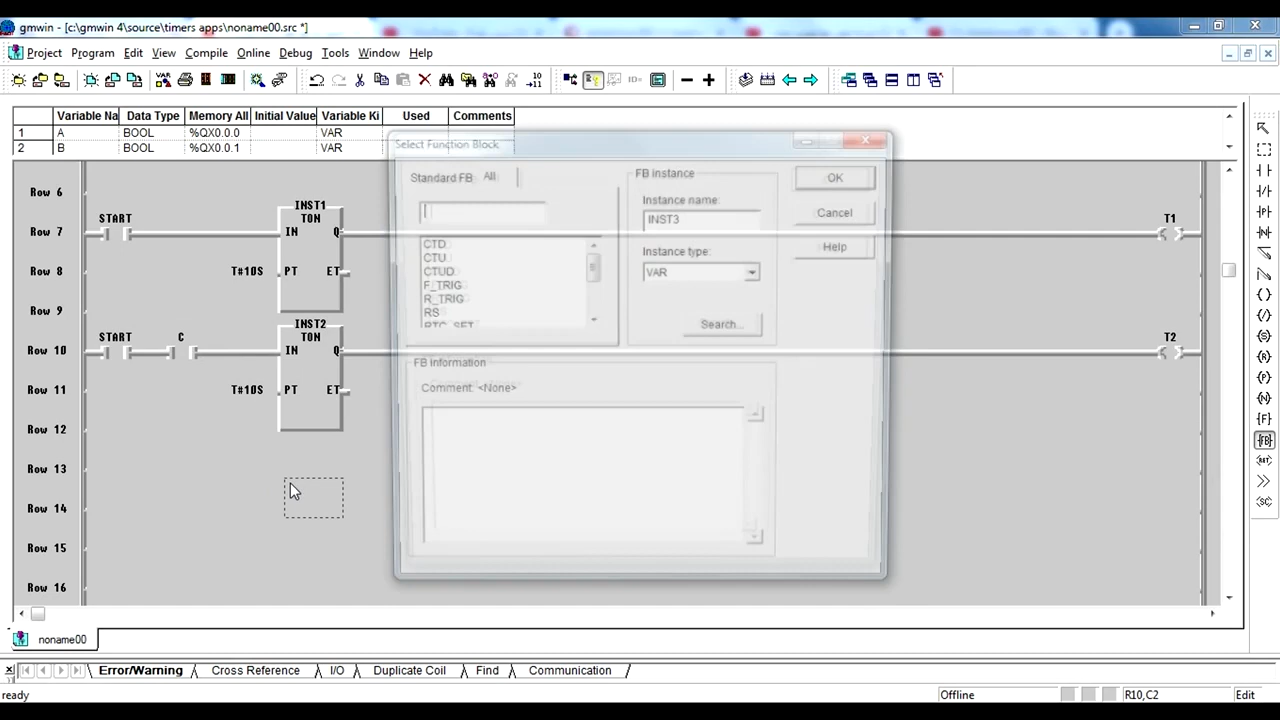 gmwin - [c:\gmwin 4\source\timers apps\noname00.src *]
Project Program Edit View Compile Online Debug Tools Window Help
Variable Na Data Type Memory All Initial Value Variable Ki Used Comments
1 A BOOL %QX0.0.0 VAR
2 B BOOL %QX0.0.1 VAR
Select Function Block
Standard FB All
CTD
CTU
CTUD
F_TRIG
R_TRIG
RS
RTC_SET
FB Instance
Instance name:
INST3
Instance type:
VAR
Search...
OK
Cancel
Help
FB Information
Comment: <None>
Row 6
START INST1 T1
TON
Row 7 IN Q
Row 8 T#10S PT ET
Row 9
INST2
START C TON T2
Row 10 IN Q
Row 11 T#10S PT ET
Row 12
Row 13
Row 14
Row 15
Row 16
noname00
Error/Warning Cross Reference I/O Duplicate Coil Find Communication
ready Offline R10,C2 Edit